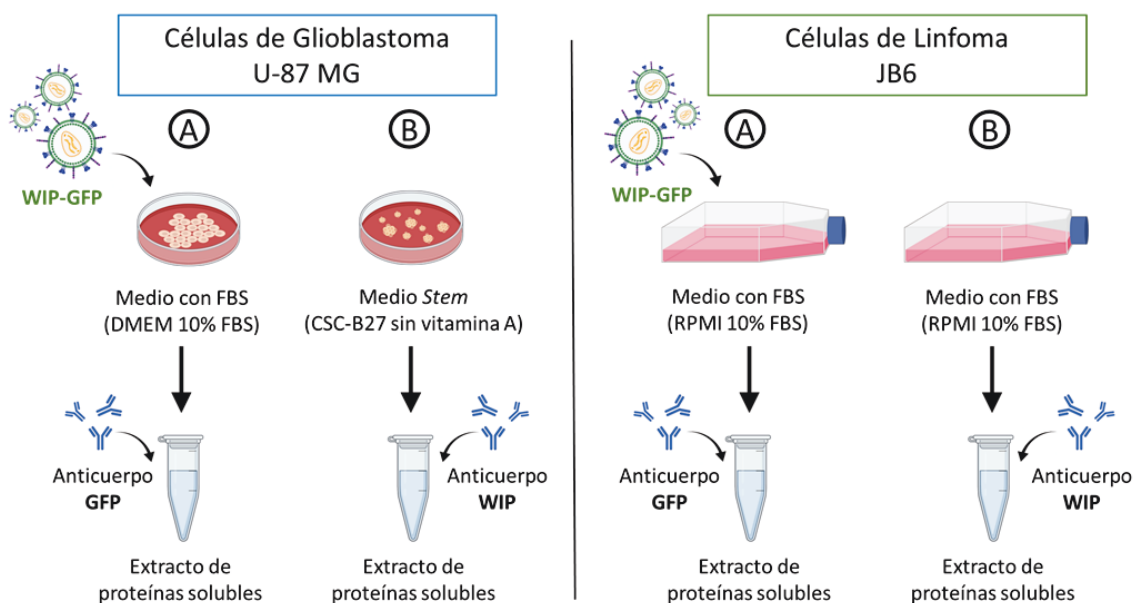 Células de Glioblastoma
U-87 MG
A
B
WIP-GFP
Medio con FBS
(DMEM 10% FBS)
Medio Stem
(CSC-B27 sin vitamina A)
Anticuerpo
GFP
Anticuerpo
WIP
Extracto de
proteínas solubles
Extracto de
proteínas solubles
Células de Linfoma
JB6
A
B
WIP-GFP
Medio con FBS
(RPMI 10% FBS)
Medio con FBS
(RPMI 10% FBS)
Anticuerpo
GFP
Anticuerpo
WIP
Extracto de
proteínas solubles
Extracto de
proteínas solubles